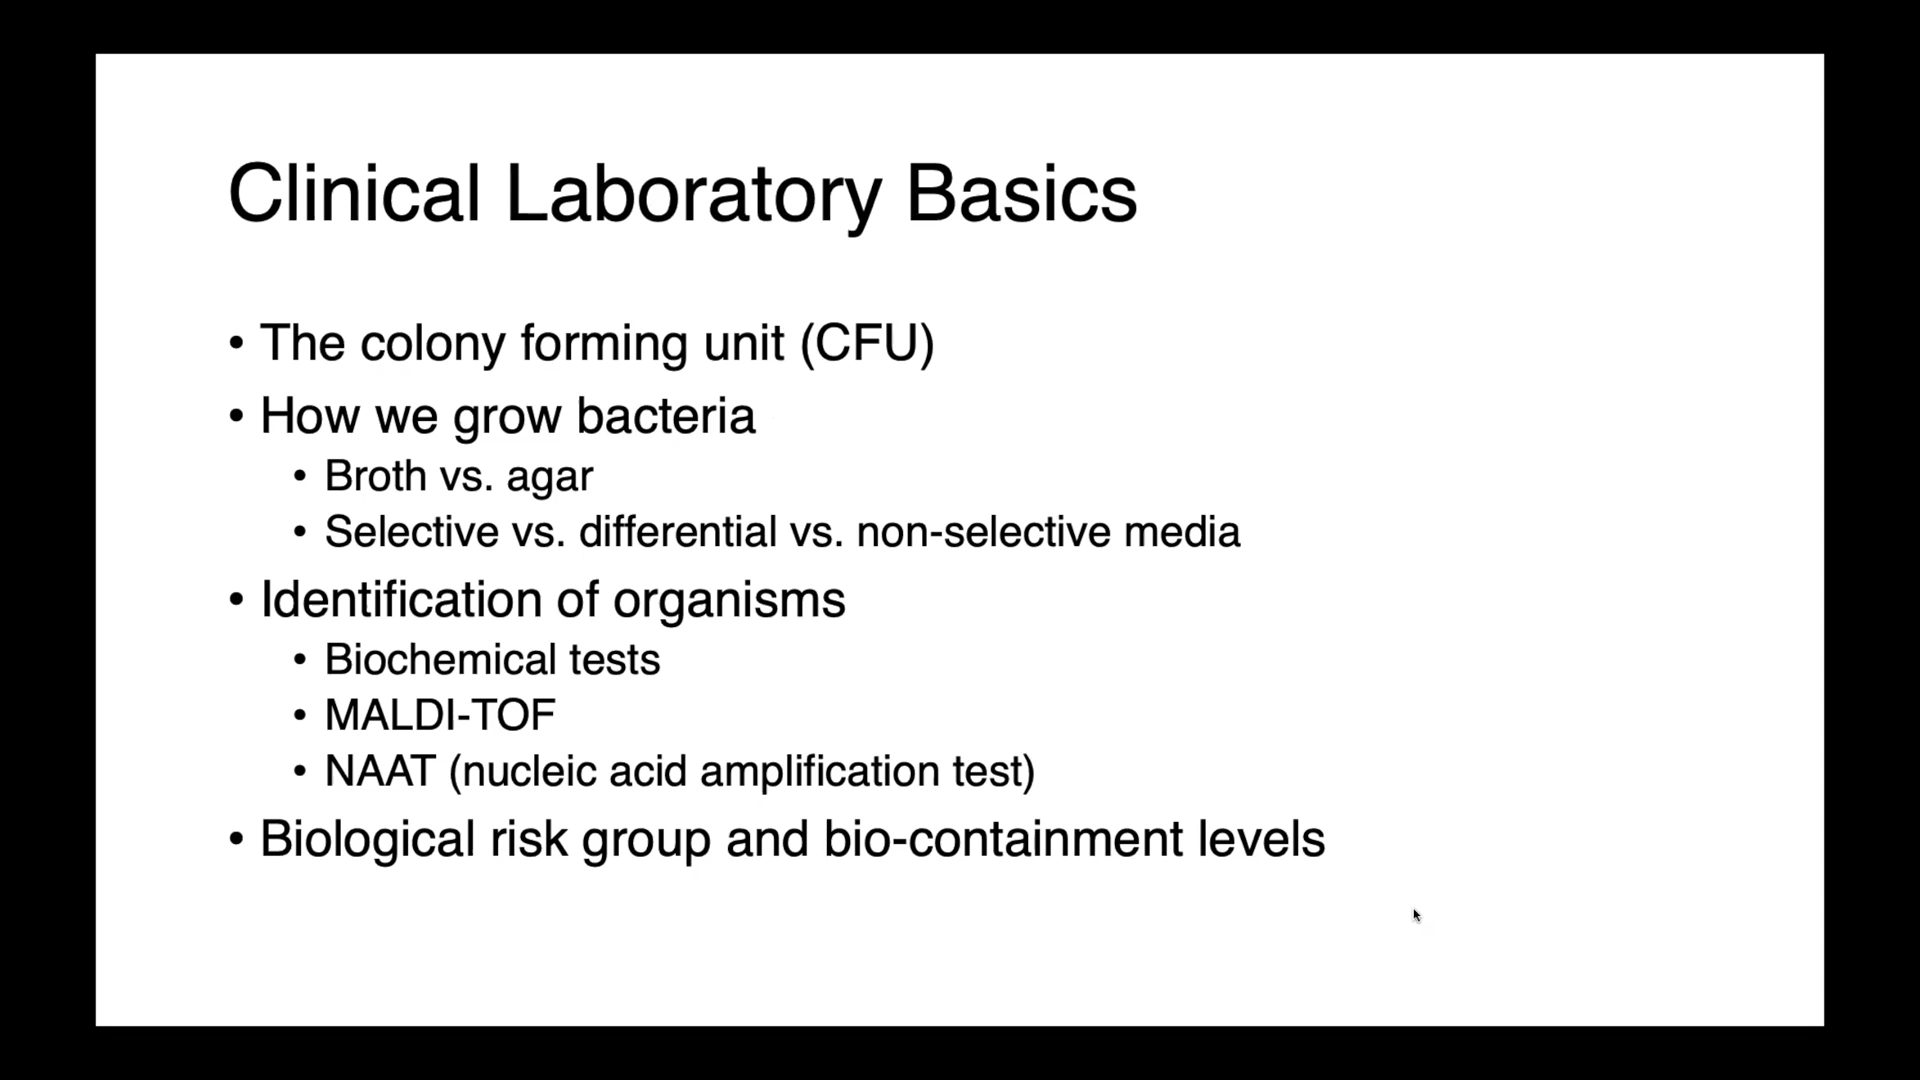 Clinical Laboratory Basics
• The colony forming unit (CFU)
• How we grow bacteria
• Broth vs. agar
• Selective vs. differential vs. non-selective media
• Identification of organisms
• Biochemical tests
• MALDI-TOF
• NAAT (nucleic acid amplification test)
• Biological risk group and bio-containment levels